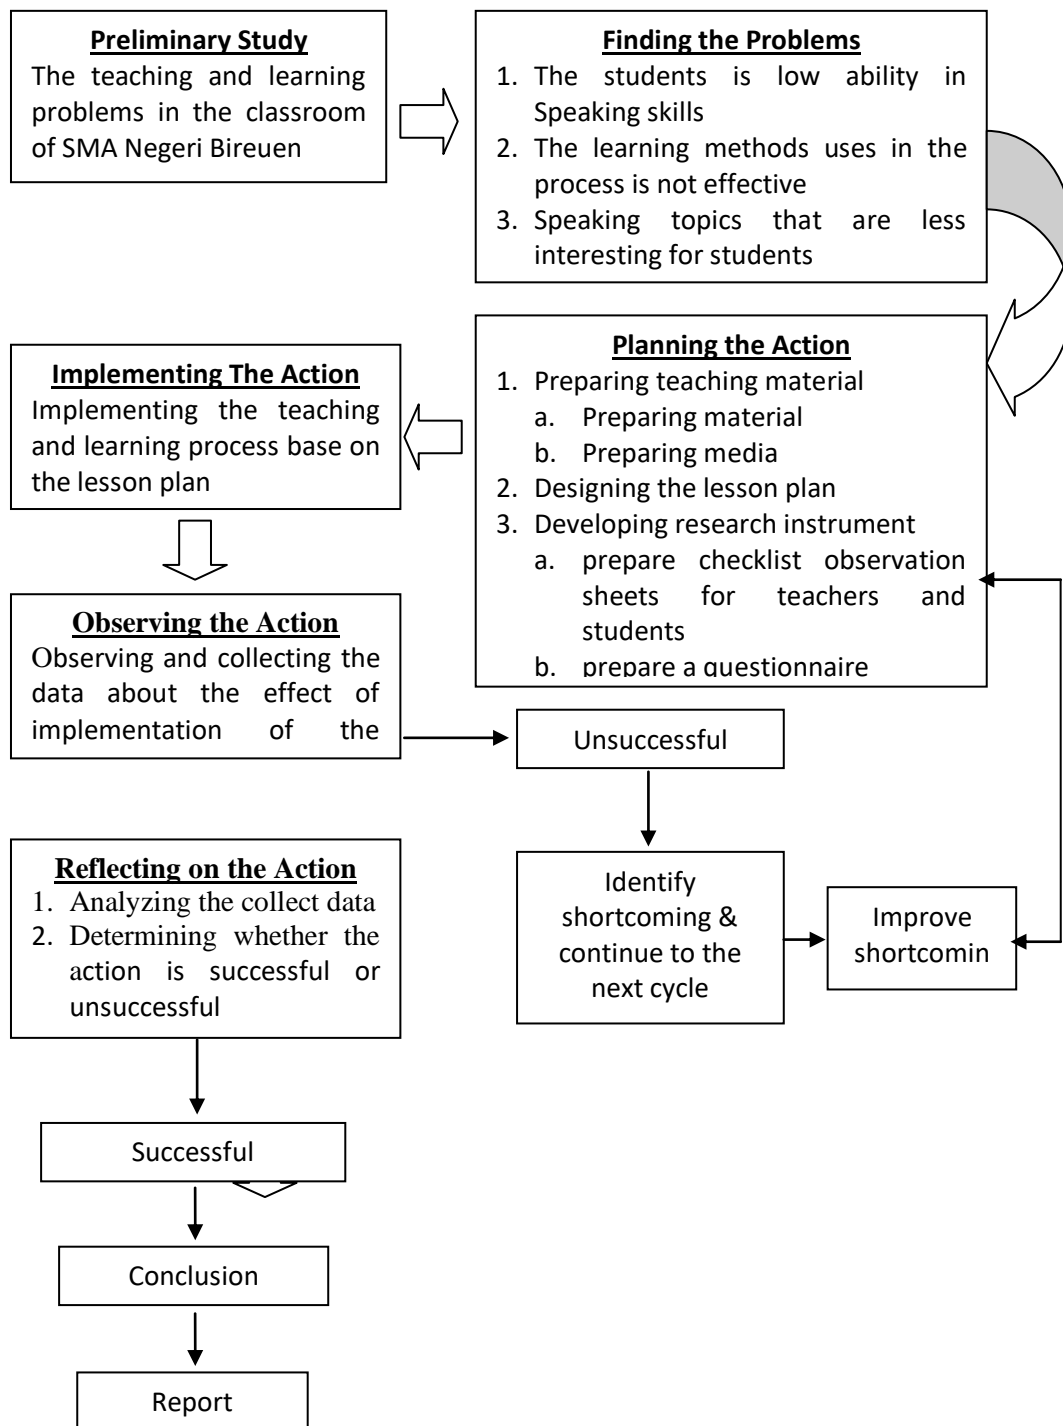 Preliminary Study
The teaching and learning
problems in the classroom
of SMA Negeri Bireuen
Finding the Problems
1. The students is low ability in
Speaking skills
2. The learning methods uses in the
process is not effective
3. Speaking topics that are less
interesting for students
Planning the Action
1. Preparing teaching material
a. Preparing material
b. Preparing media
2. Designing the lesson plan
3. Developing research instrument
a. prepare checklist observation
sheets for teachers and
students
b. prepare a questionnaire
Implementing The Action
Implementing the teaching
and learning process base on
the lesson plan
Observing the Action
Observing and collecting the
data about the effect of
implementation of the
Unsuccessful
Reflecting on the Action
1. Analyzing the collect data
2. Determining whether the
action is successful or
unsuccessful
Identify
shortcoming &
continue to the
next cycle
Improve
shortcomin
Successful
Conclusion
Report